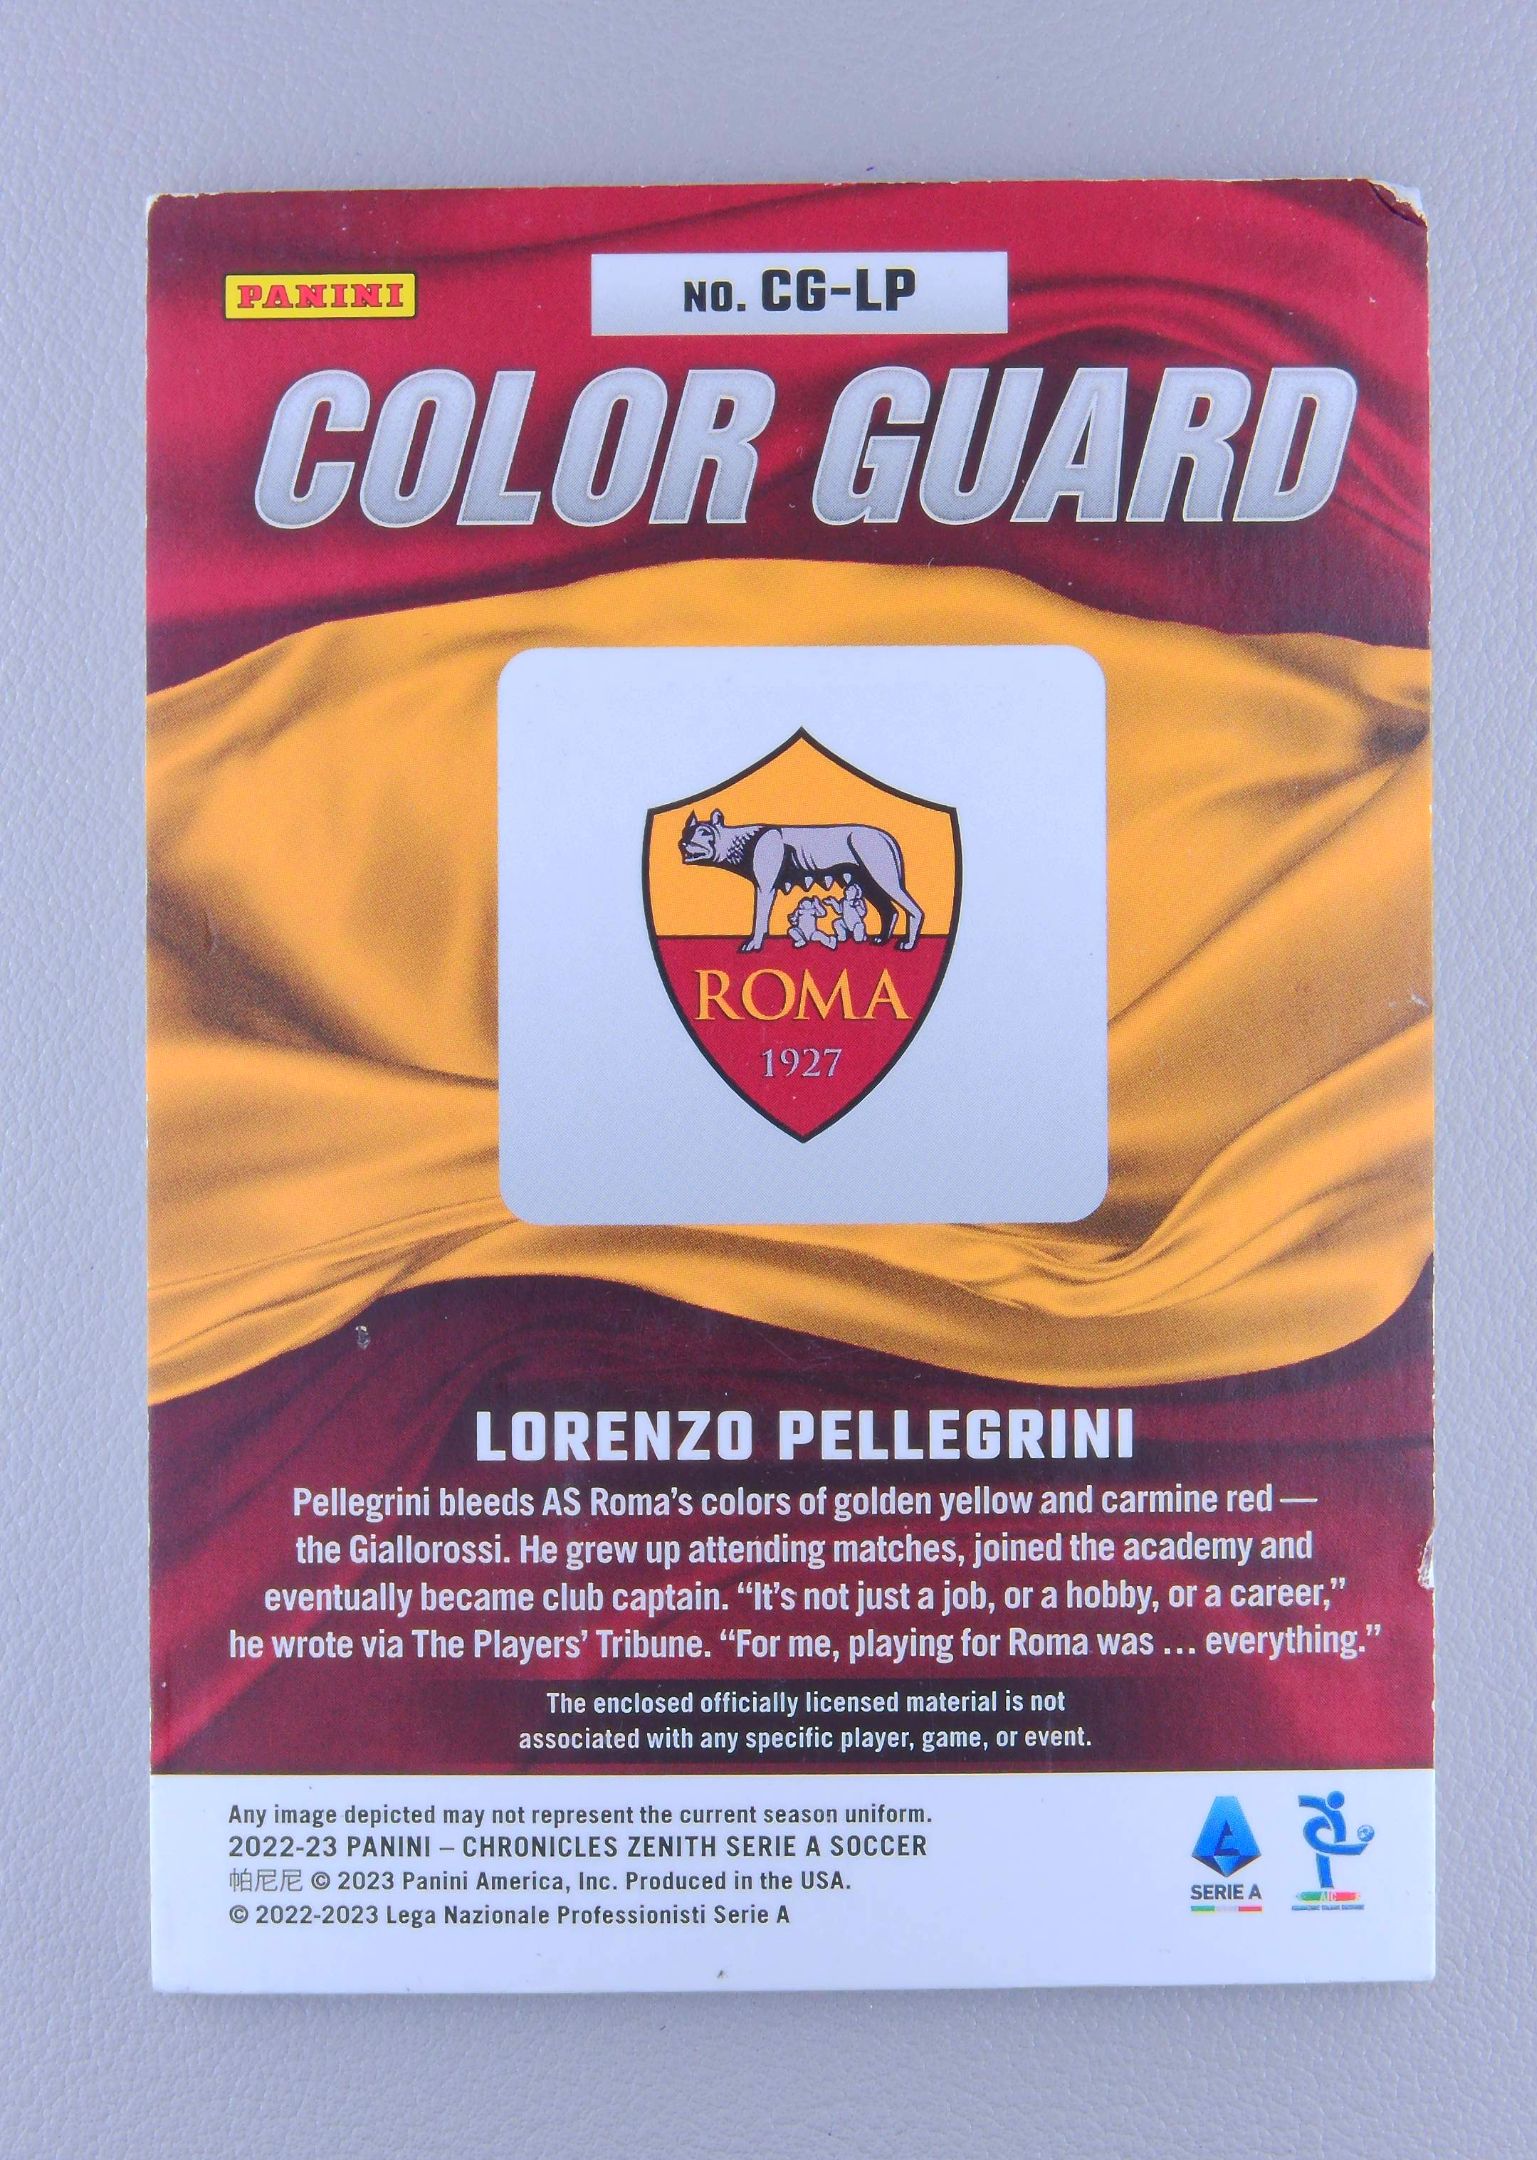 PANINI
NO. CG-LP
COLOR GUARD
ROMA
1927
LORENZO PELLEGRINI
Pellegrini bleeds AS Roma's colors of golden yellow and carmine red —
the Giallorossi. He grew up attending matches, joined the academy and
eventually became club captain. “It's not just a job, or a hobby, or a career,”
he wrote via The Players' Tribune. “For me, playing for Roma was ... everything.”
The enclosed officially licensed material is not
associated with any specific player, game, or event.
Any image depicted may not represent the current season uniform.
2022-23 PANINI – CHRONICLES ZENITH SERIE A SOCCER
帕尼尼 © 2023 Panini America, Inc. Produced in the USA.
© 2022-2023 Lega Nazionale Professionisti Serie A
SERIE A
AIC